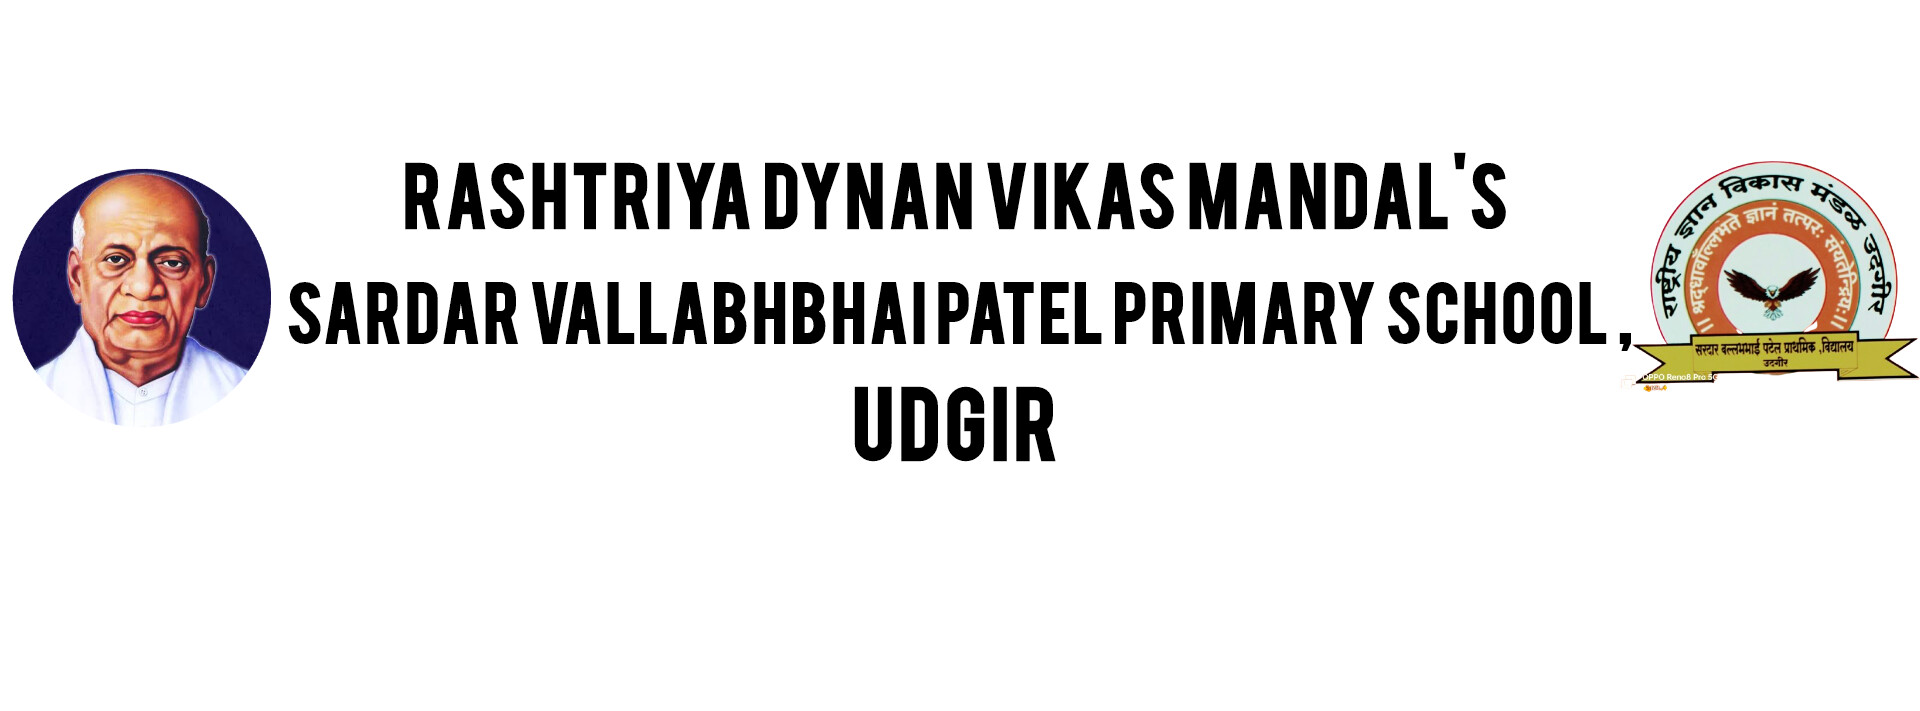 RASHTRIYA DYNAN VIKAS MANDAL'S
SARDAR VALLABHBHAI PATEL PRIMARY SCHOOL ,
UDGIR
राष्ट्रीय ज्ञान विकास मंडळ उदगीर
।। श्रद्धावाँल्लभते ज्ञानं तत्परः संयतेन्द्रियः ।।
सरदार वल्लभभाई पटेल प्राथमिक ,विद्यालय
उदगीर
OPPO Reno8 Pro 5G